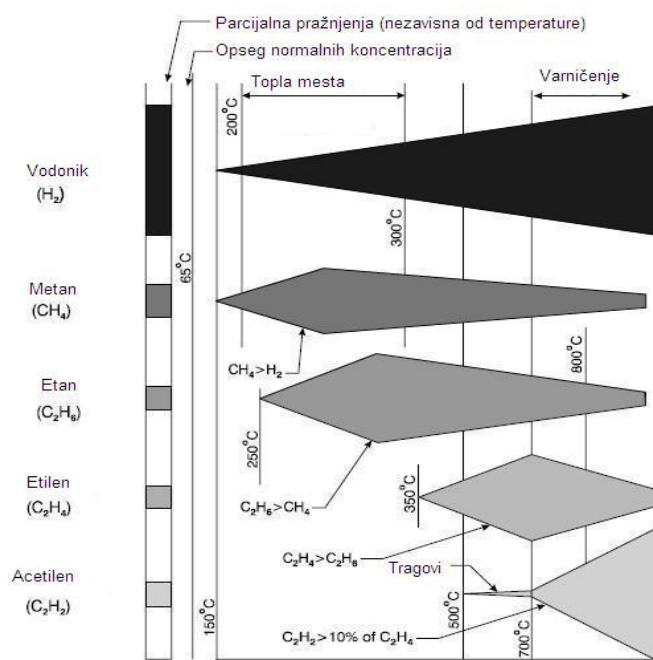 Parcijalna pražnjenja (nezavisna od temperature)
Opseg normalnih koncentracija
Topla mesta
Varničenje
200°C
Vodonik
(H₂)
300°C
65°C
Metan
(CH₄)
CH₄>H₂
800°C
Etan
(C₂H₆)
250°C
C₂H₆>CH₄
Etilen
(C₂H₄)
350°C
C₂H₄>C₂H₆
Tragovi
Acetilen
(C₂H₂)
150°C
500°C
700°C
C₂H₂>10% of C₂H₄